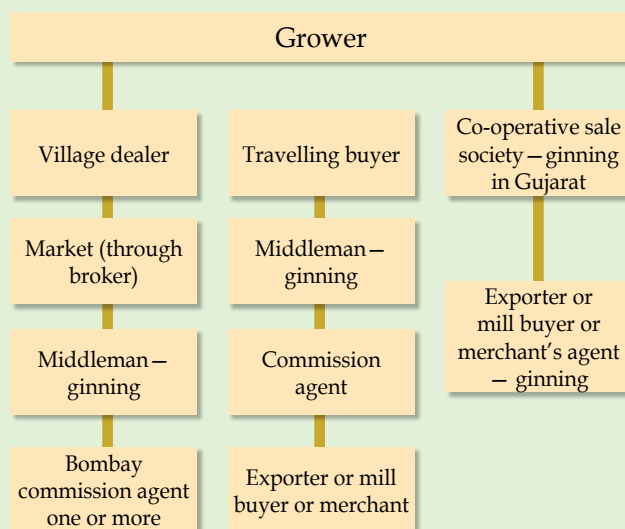 Grower
Village dealer
Market (through
broker)
Middleman—
ginning
Bombay
commission agent
one or more
Travelling buyer
Middleman—
ginning
Commission
agent
Exporter or mill
buyer or merchant
Co-operative sale
society—ginning
in Gujarat
Exporter or
mill buyer or
merchant’s agent
— ginning